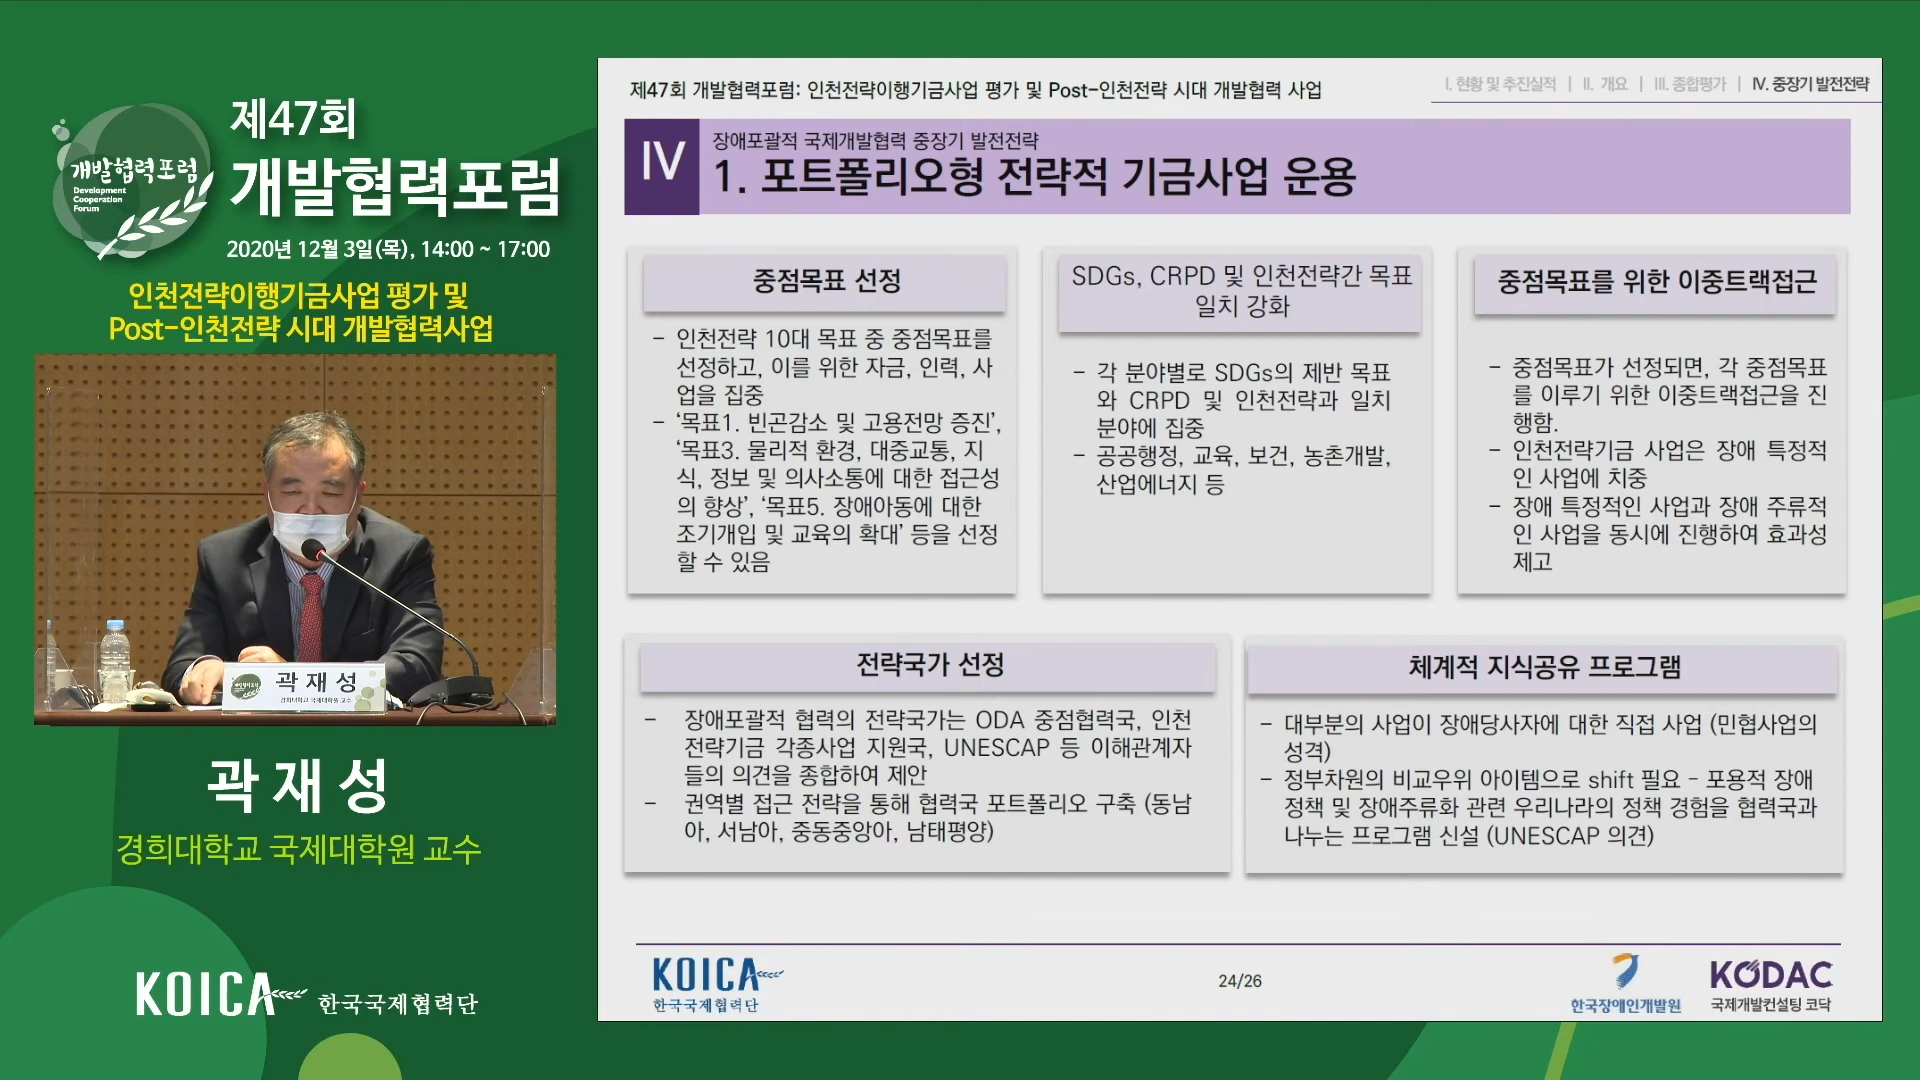 제47회
개발협력포럼
개발협력포럼
Development
Cooperation
Forum
2020년 12월 3일(목), 14:00 ~ 17:00
인천전략이행기금사업 평가 및
Post-인천전략 시대 개발협력사업
곽 재 성
경희대학교 국제대학원 교수
곽 재 성
경희대학교 국제대학원 교수
KOICA 한국국제협력단
제47회 개발협력포럼: 인천전략이행기금사업 평가 및 Post-인천전략 시대 개발협력 사업
I. 현황 및 추진실적 | II. 개요 | III. 종합평가 | IV. 중장기 발전전략
IV
장애포괄적 국제개발협력 중장기 발전전략
1. 포트폴리오형 전략적 기금사업 운용
중점목표 선정
- 인천전략 10대 목표 중 중점목표를
선정하고, 이를 위한 자금, 인력, 사
업을 집중
- ‘목표1. 빈곤감소 및 고용전망 증진’,
‘목표3. 물리적 환경, 대중교통, 지
식, 정보 및 의사소통에 대한 접근성
의 향상’, ‘목표5. 장애아동에 대한
조기개입 및 교육의 확대’ 등을 선정
할 수 있음
SDGs, CRPD 및 인천전략간 목표
일치 강화
- 각 분야별로 SDGs의 제반 목표
와 CRPD 및 인천전략과 일치
분야에 집중
- 공공행정, 교육, 보건, 농촌개발,
산업에너지 등
중점목표를 위한 이중트랙접근
- 중점목표가 선정되면, 각 중점목표
를 이루기 위한 이중트랙접근을 진
행함.
- 인천전략기금 사업은 장애 특정적
인 사업에 치중
- 장애 특정적인 사업과 장애 주류적
인 사업을 동시에 진행하여 효과성
제고
전략국가 선정
- 장애포괄적 협력의 전략국가는 ODA 중점협력국, 인천
전략기금 각종사업 지원국, UNESCAP 등 이해관계자
들의 의견을 종합하여 제안
- 권역별 접근 전략을 통해 협력국 포트폴리오 구축 (동남
아, 서남아, 중동중앙아, 남태평양)
체계적 지식공유 프로그램
- 대부분의 사업이 장애당사자에 대한 직접 사업 (민협사업의
성격)
- 정부차원의 비교우위 아이템으로 shift 필요 - 포용적 장애
정책 및 장애주류화 관련 우리나라의 정책 경험을 협력국과
나누는 프로그램 신설 (UNESCAP 의견)
KOICA
한국국제협력단
24/26
한국장애인개발원
KODAC
국제개발컨설팅 코닥